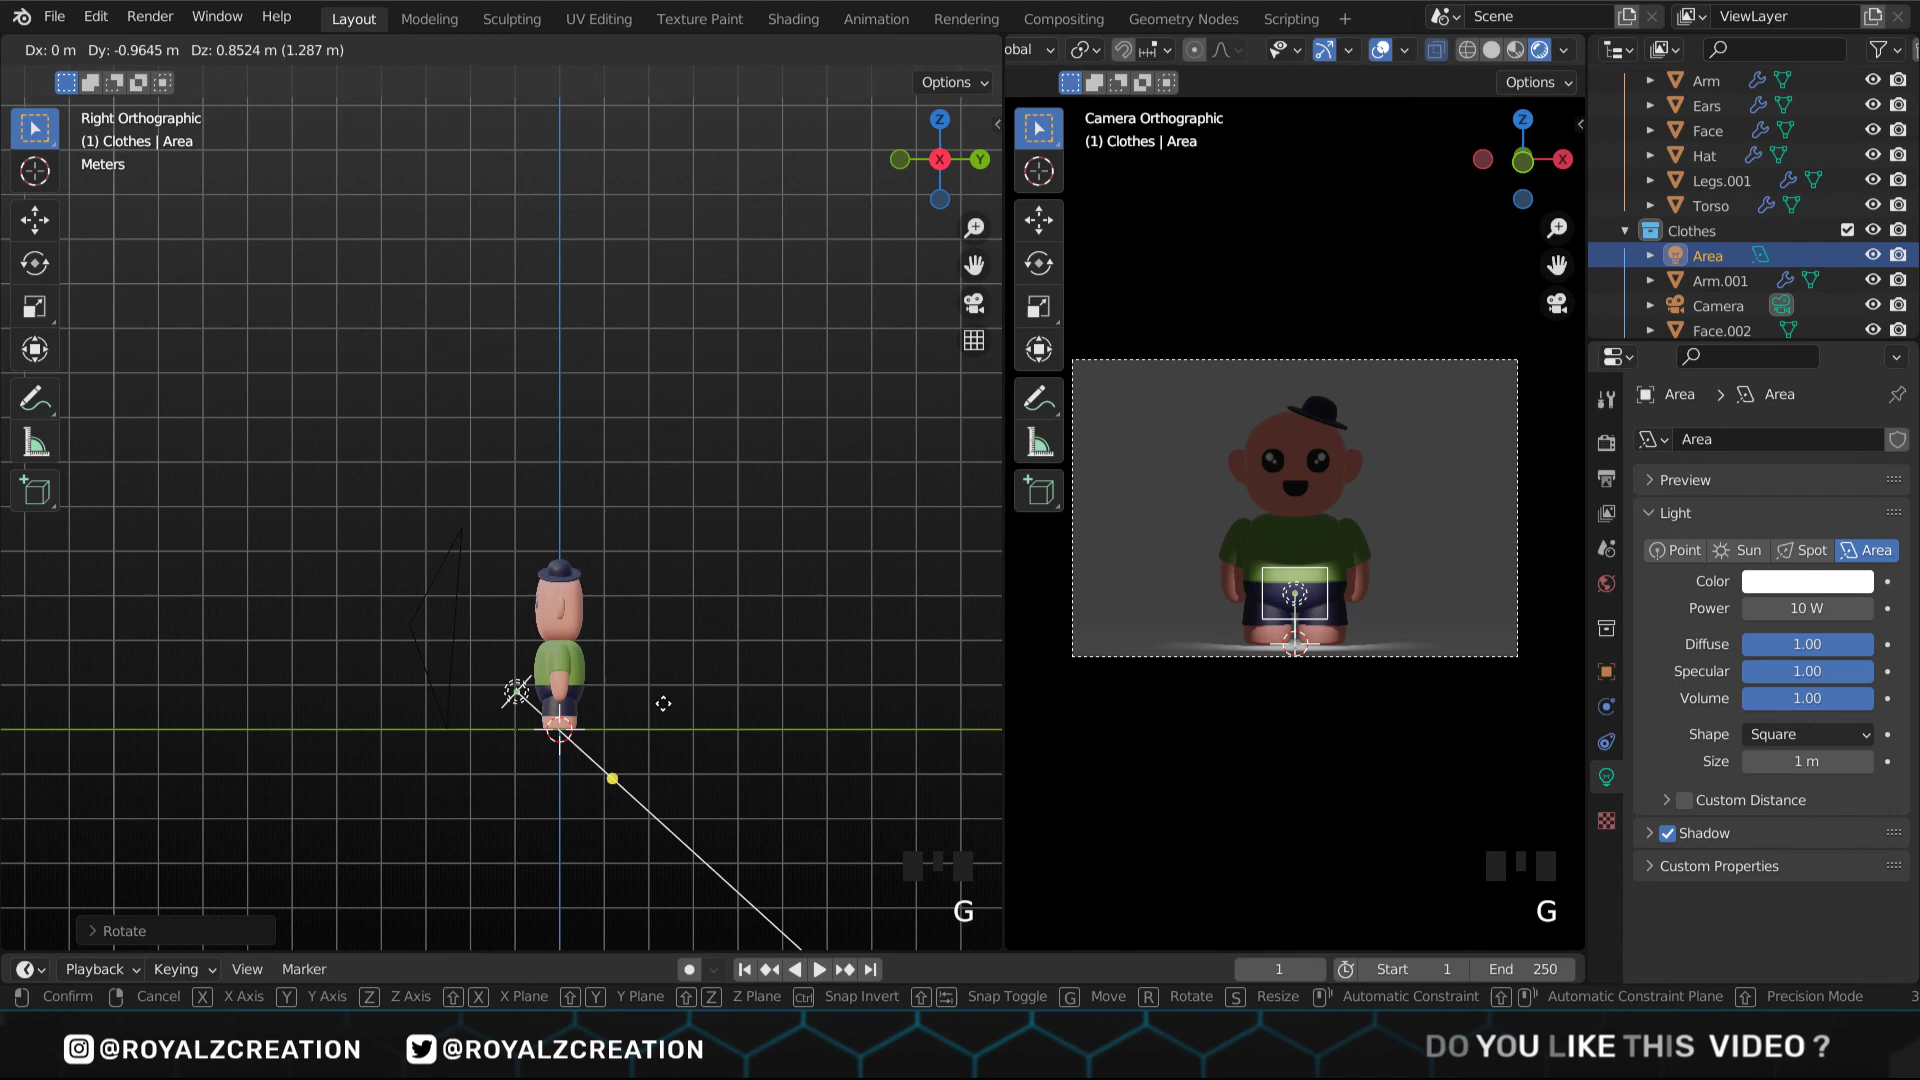 File Edit Render Window Help Layout Modeling Sculpting UV Editing Texture Paint Shading Animation Rendering Compositing Geometry Nodes Scripting Scene ViewLayer
Dx: 0 m Dy: -0.9645 m Dz: 0.8524 m (1.287 m)
obal
Options
Options
Right Orthographic
(1) Clothes | Area
Meters
Z
X
Y
Camera Orthographic
(1) Clothes | Area
Z
X
Arm
Ears
Face
Hat
Legs.001
Torso
Clothes
Area
Arm.001
Camera
Face.002
Area > Area
Area
Preview
Light
Point Sun Spot Area
Color
Power 10 W
Diffuse 1.00
Specular 1.00
Volume 1.00
Shape Square
Size 1 m
Custom Distance
Shadow
Custom Properties
G
G
Rotate
Playback Keying View Marker 1 Start 1 End 250
Confirm Cancel X X Axis Y Y Axis Z Z Axis X X Plane Y Y Plane Z Z Plane Ctrl Snap Invert Snap Toggle G Move R Rotate S Resize Automatic Constraint Automatic Constraint Plane Precision Mode 3
@ROYALZCREATION @ROYALZCREATION DO YOU LIKE THIS VIDEO ?